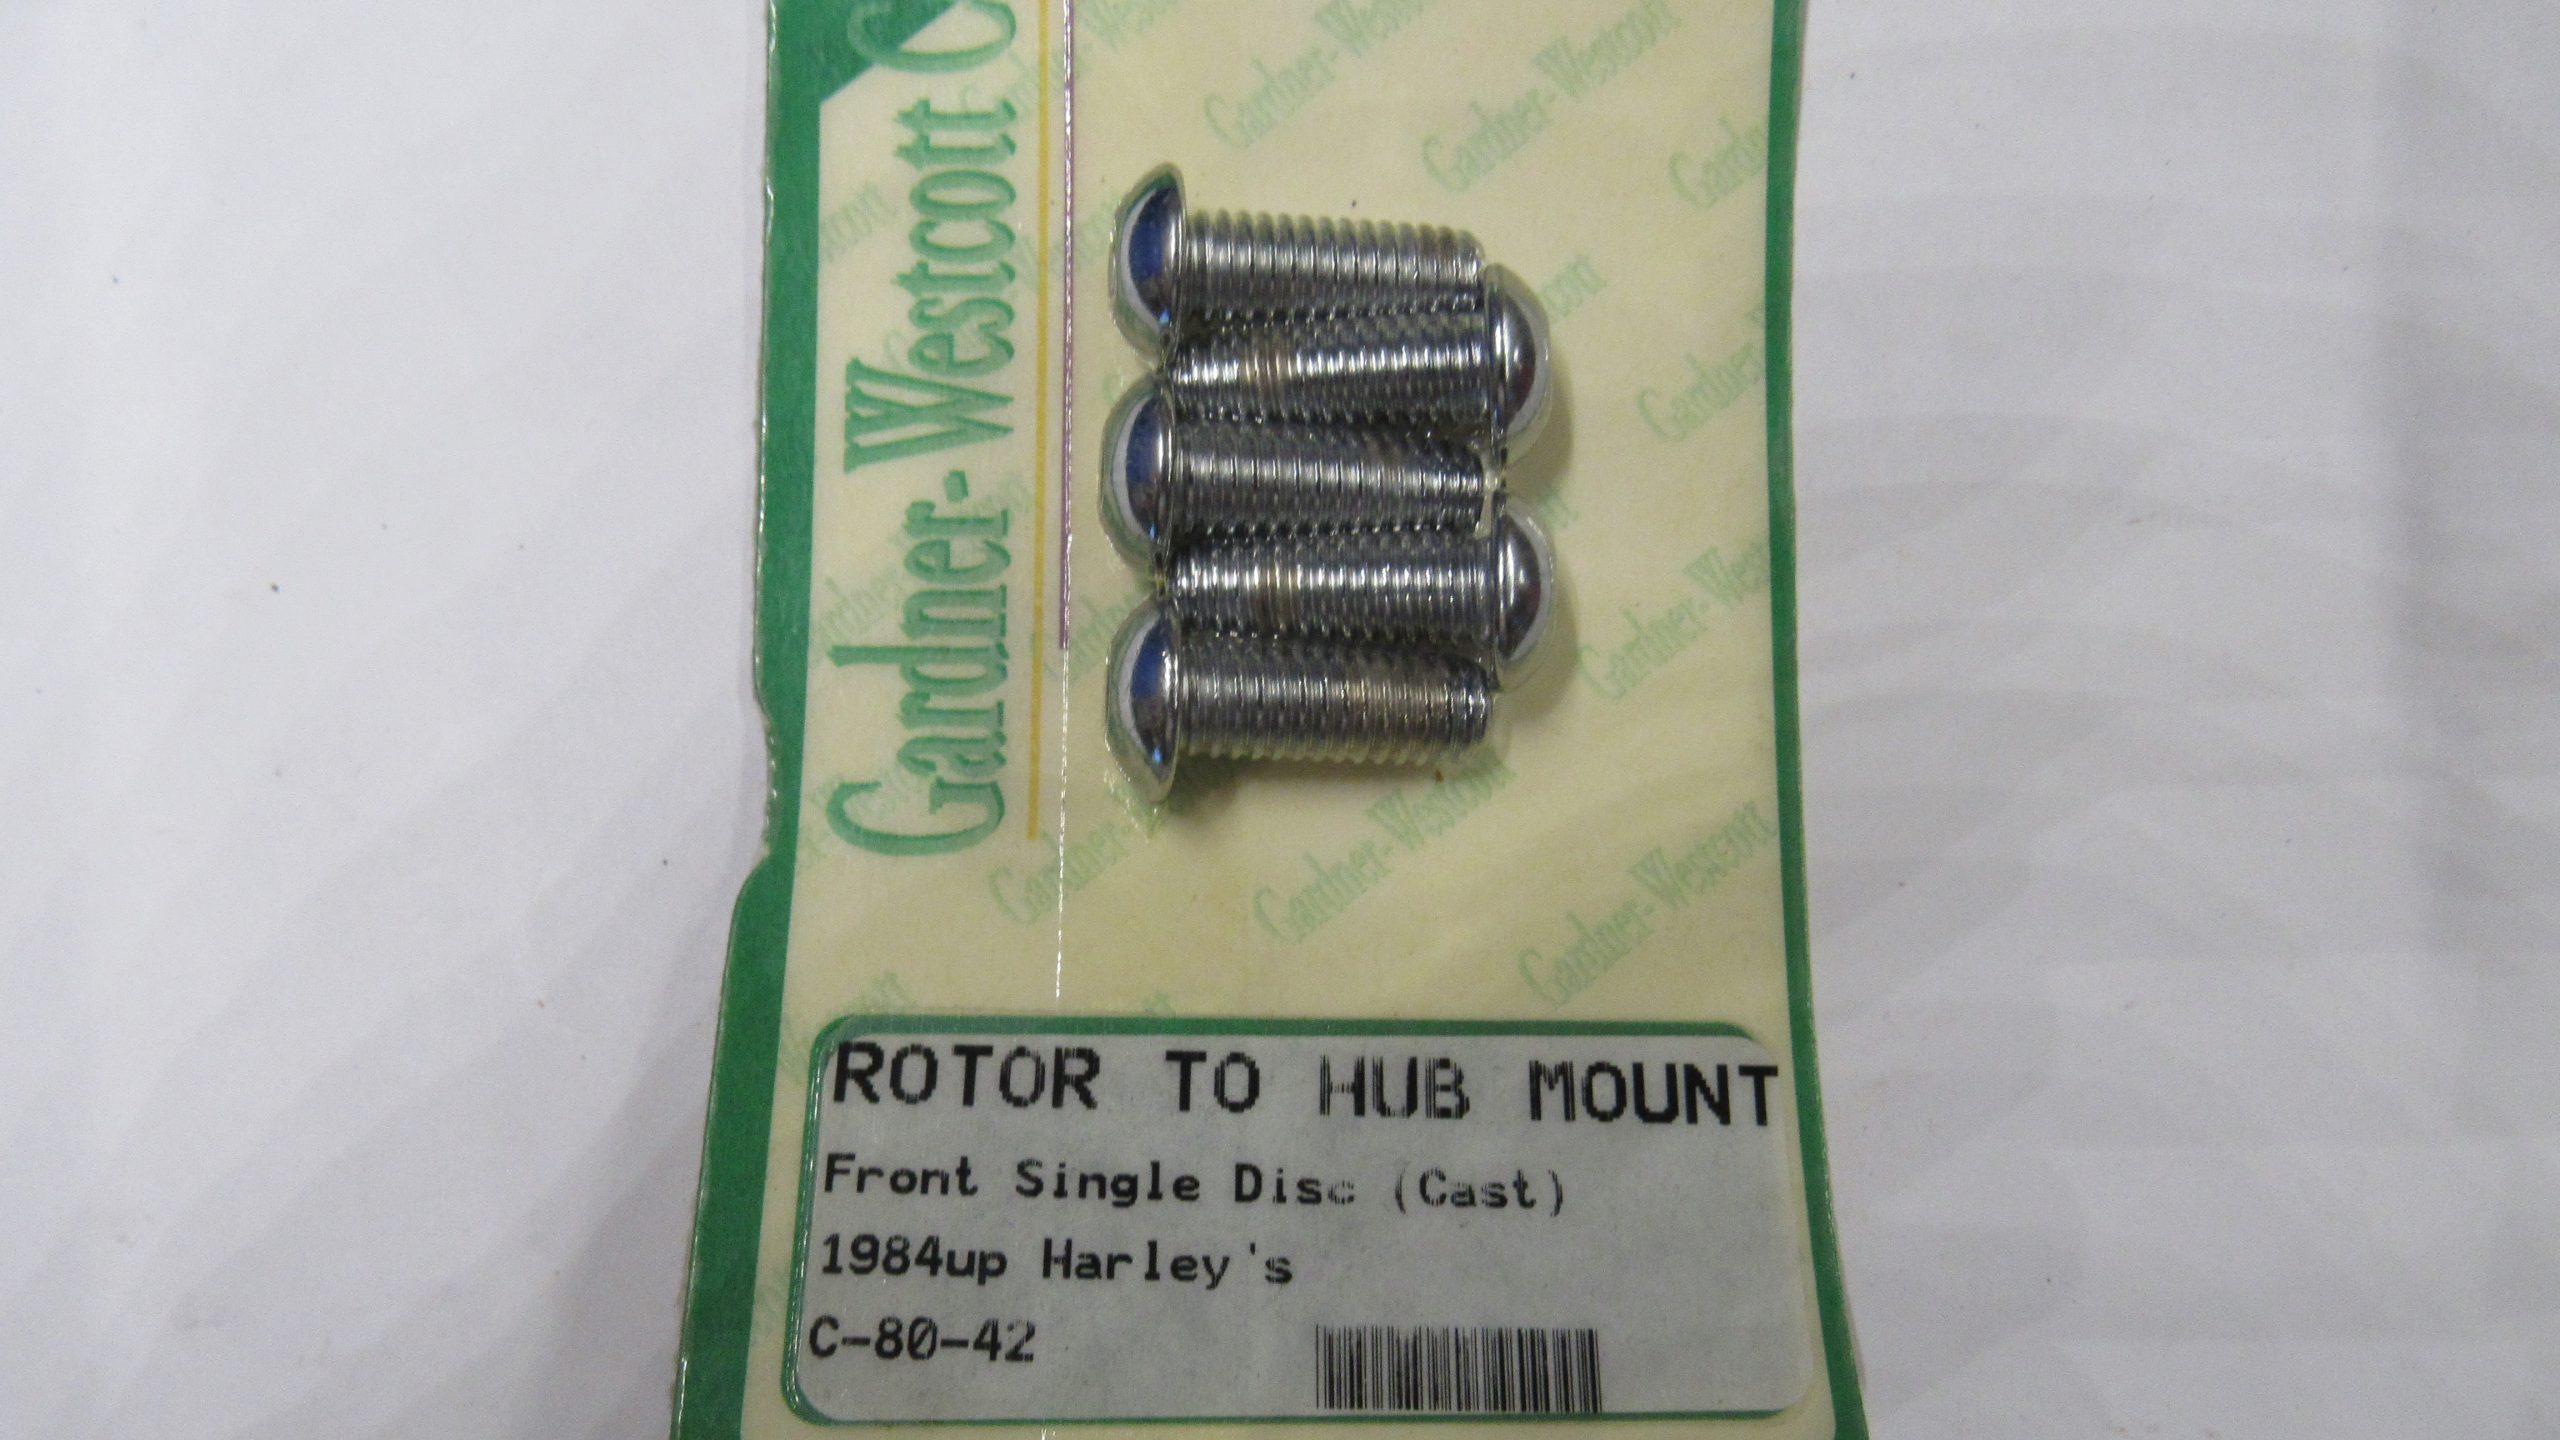 Gardner-Westcott C
ROTOR TO HUB MOUNT
Front Single Disc (Cast)
1984up Harley's
C-80-42